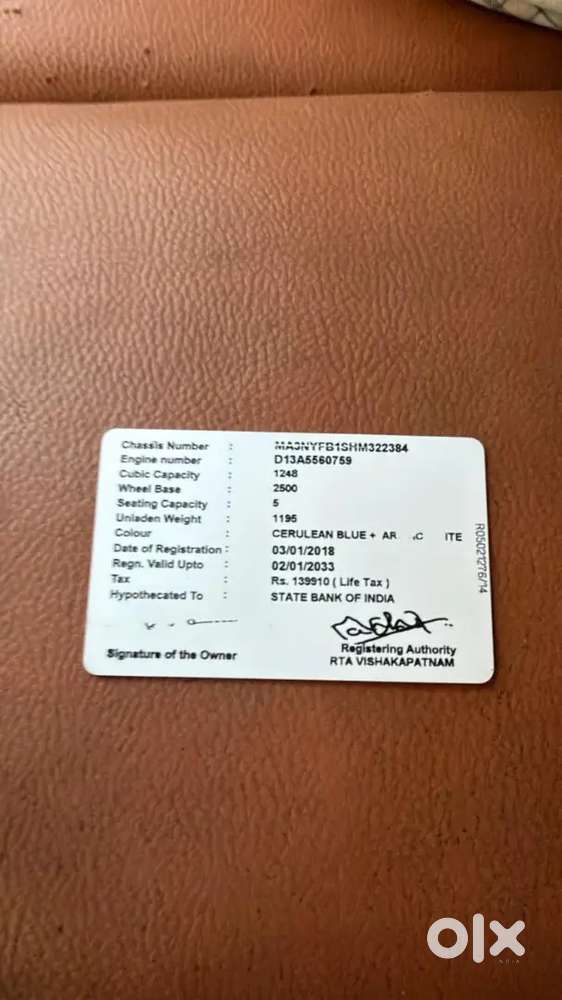 Chassis Number : MA3NYFB1SHM322384
Engine number : D13A5560759
Cubic Capacity : 1248
Wheel Base : 2500
Seating Capacity : 5
Unladen Weight : 1195
Colour : CERULEAN BLUE + AR
Date of Registration : 03/01/2018
Regn. Valid Upto : 02/01/2033
Tax : Rs. 139910 ( Life Tax )
Hypothecated To : STATE BANK OF INDIA
Signature of the Owner
Registering Authority
RTA VISHAKAPATNAM
olx
INDIA